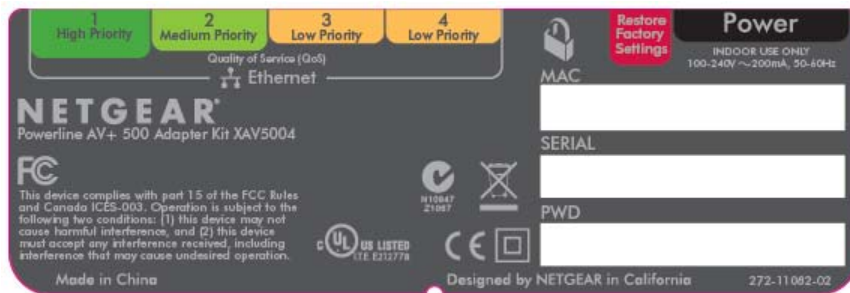 1 2 3 4
High Priority Medium Priority Low Priority Low Priority
Quality of Service (QoS)
Ethernet
Restore
Factory
Settings
Power
INDOOR USE ONLY
100-240V ~200mA, 50-60Hz
NETGEAR®
Powerline AV+ 500 Adapter Kit XAV5004
FC
This device complies with part 15 of the FCC Rules
and Canada ICES-003. Operation is subject to the
following two conditions: (1) this device may not
cause harmful interference, and (2) this device
must accept any interference received, including
interference that may cause undesired operation.
N10947
Z1087
C UL US LISTED
I.T.E. E212778
CE
MAC
SERIAL
PWD
Made in China
Designed by NETGEAR in California
272-11082-02